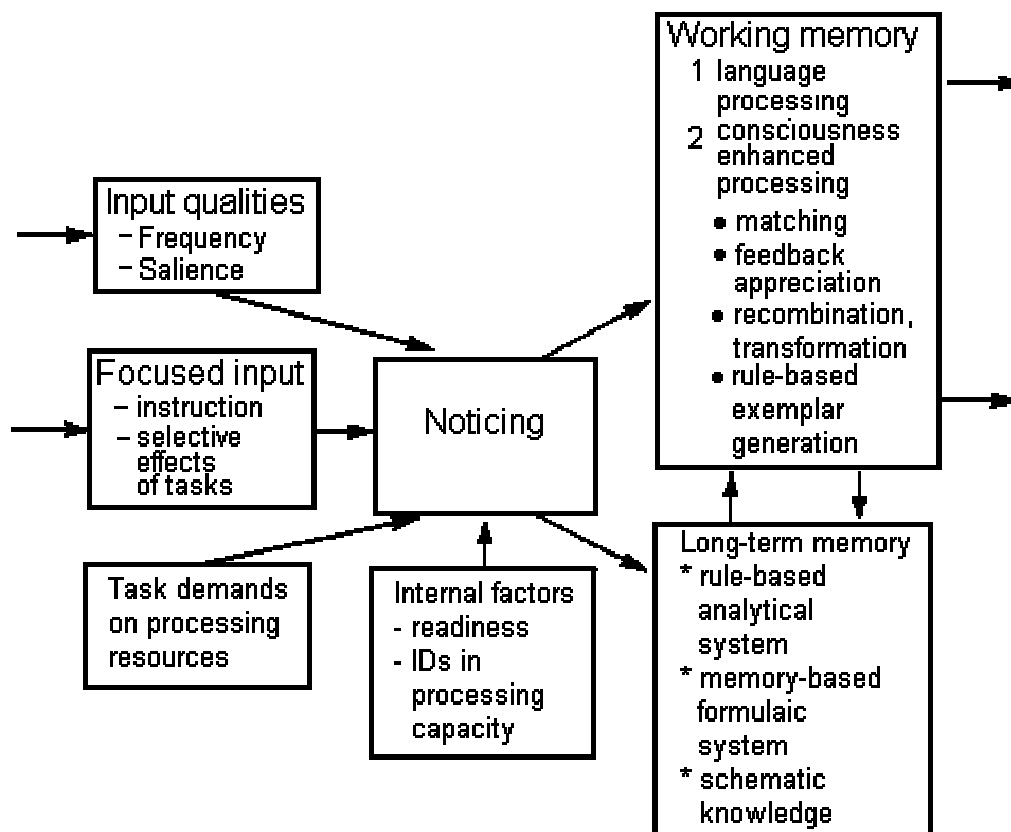 Input qualities
– Frequency
– Salience
Focused input
– instruction
– selective
effects
of tasks
Task demands
on processing
resources
Noticing
Internal factors
- readiness
- IDs in
processing
capacity
Working memory
1 language
processing
2 consciousness
enhanced
processing
• matching
• feedback
appreciation
• recombination,
transformation
• rule-based
exemplar
generation
Long-term memory
* rule-based
analytical
system
* memory-based
formulaic
system
* schematic
knowledge